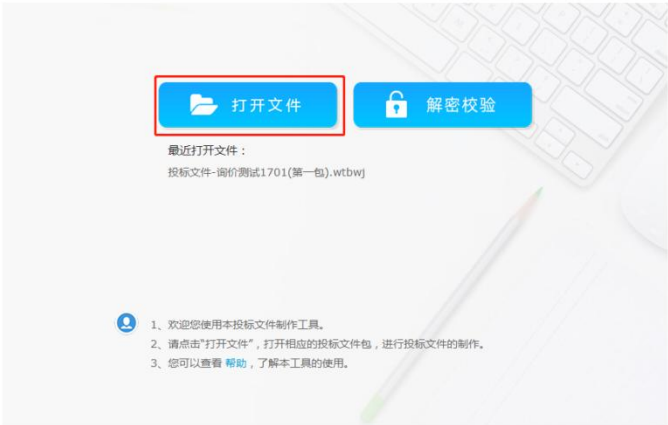 打开文件 解密校验
最近打开文件：
投标文件-询价测试1701(第一包).wtbwj
1、欢迎您使用本投标文件制作工具。
2、请点击"打开文件"，打开相应的投标文件包，进行投标文件的制作。
3、您可以查看 帮助，了解本工具的使用。